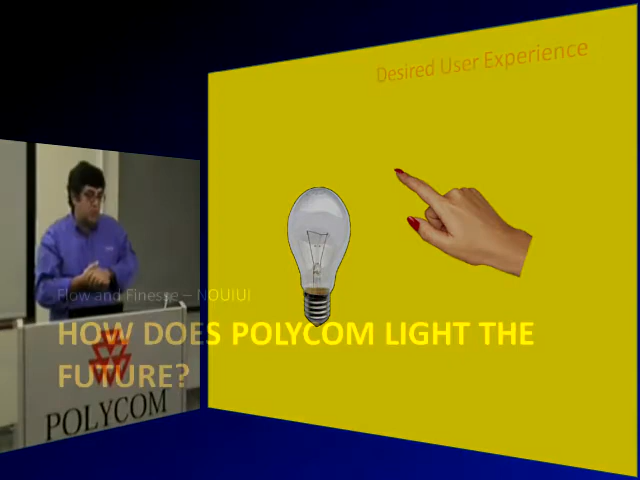 Desired User Experience
Flow and Finesse – NOUIUI
HOW DOES POLYCOM LIGHT THE
FUTURE?
POLYCOM